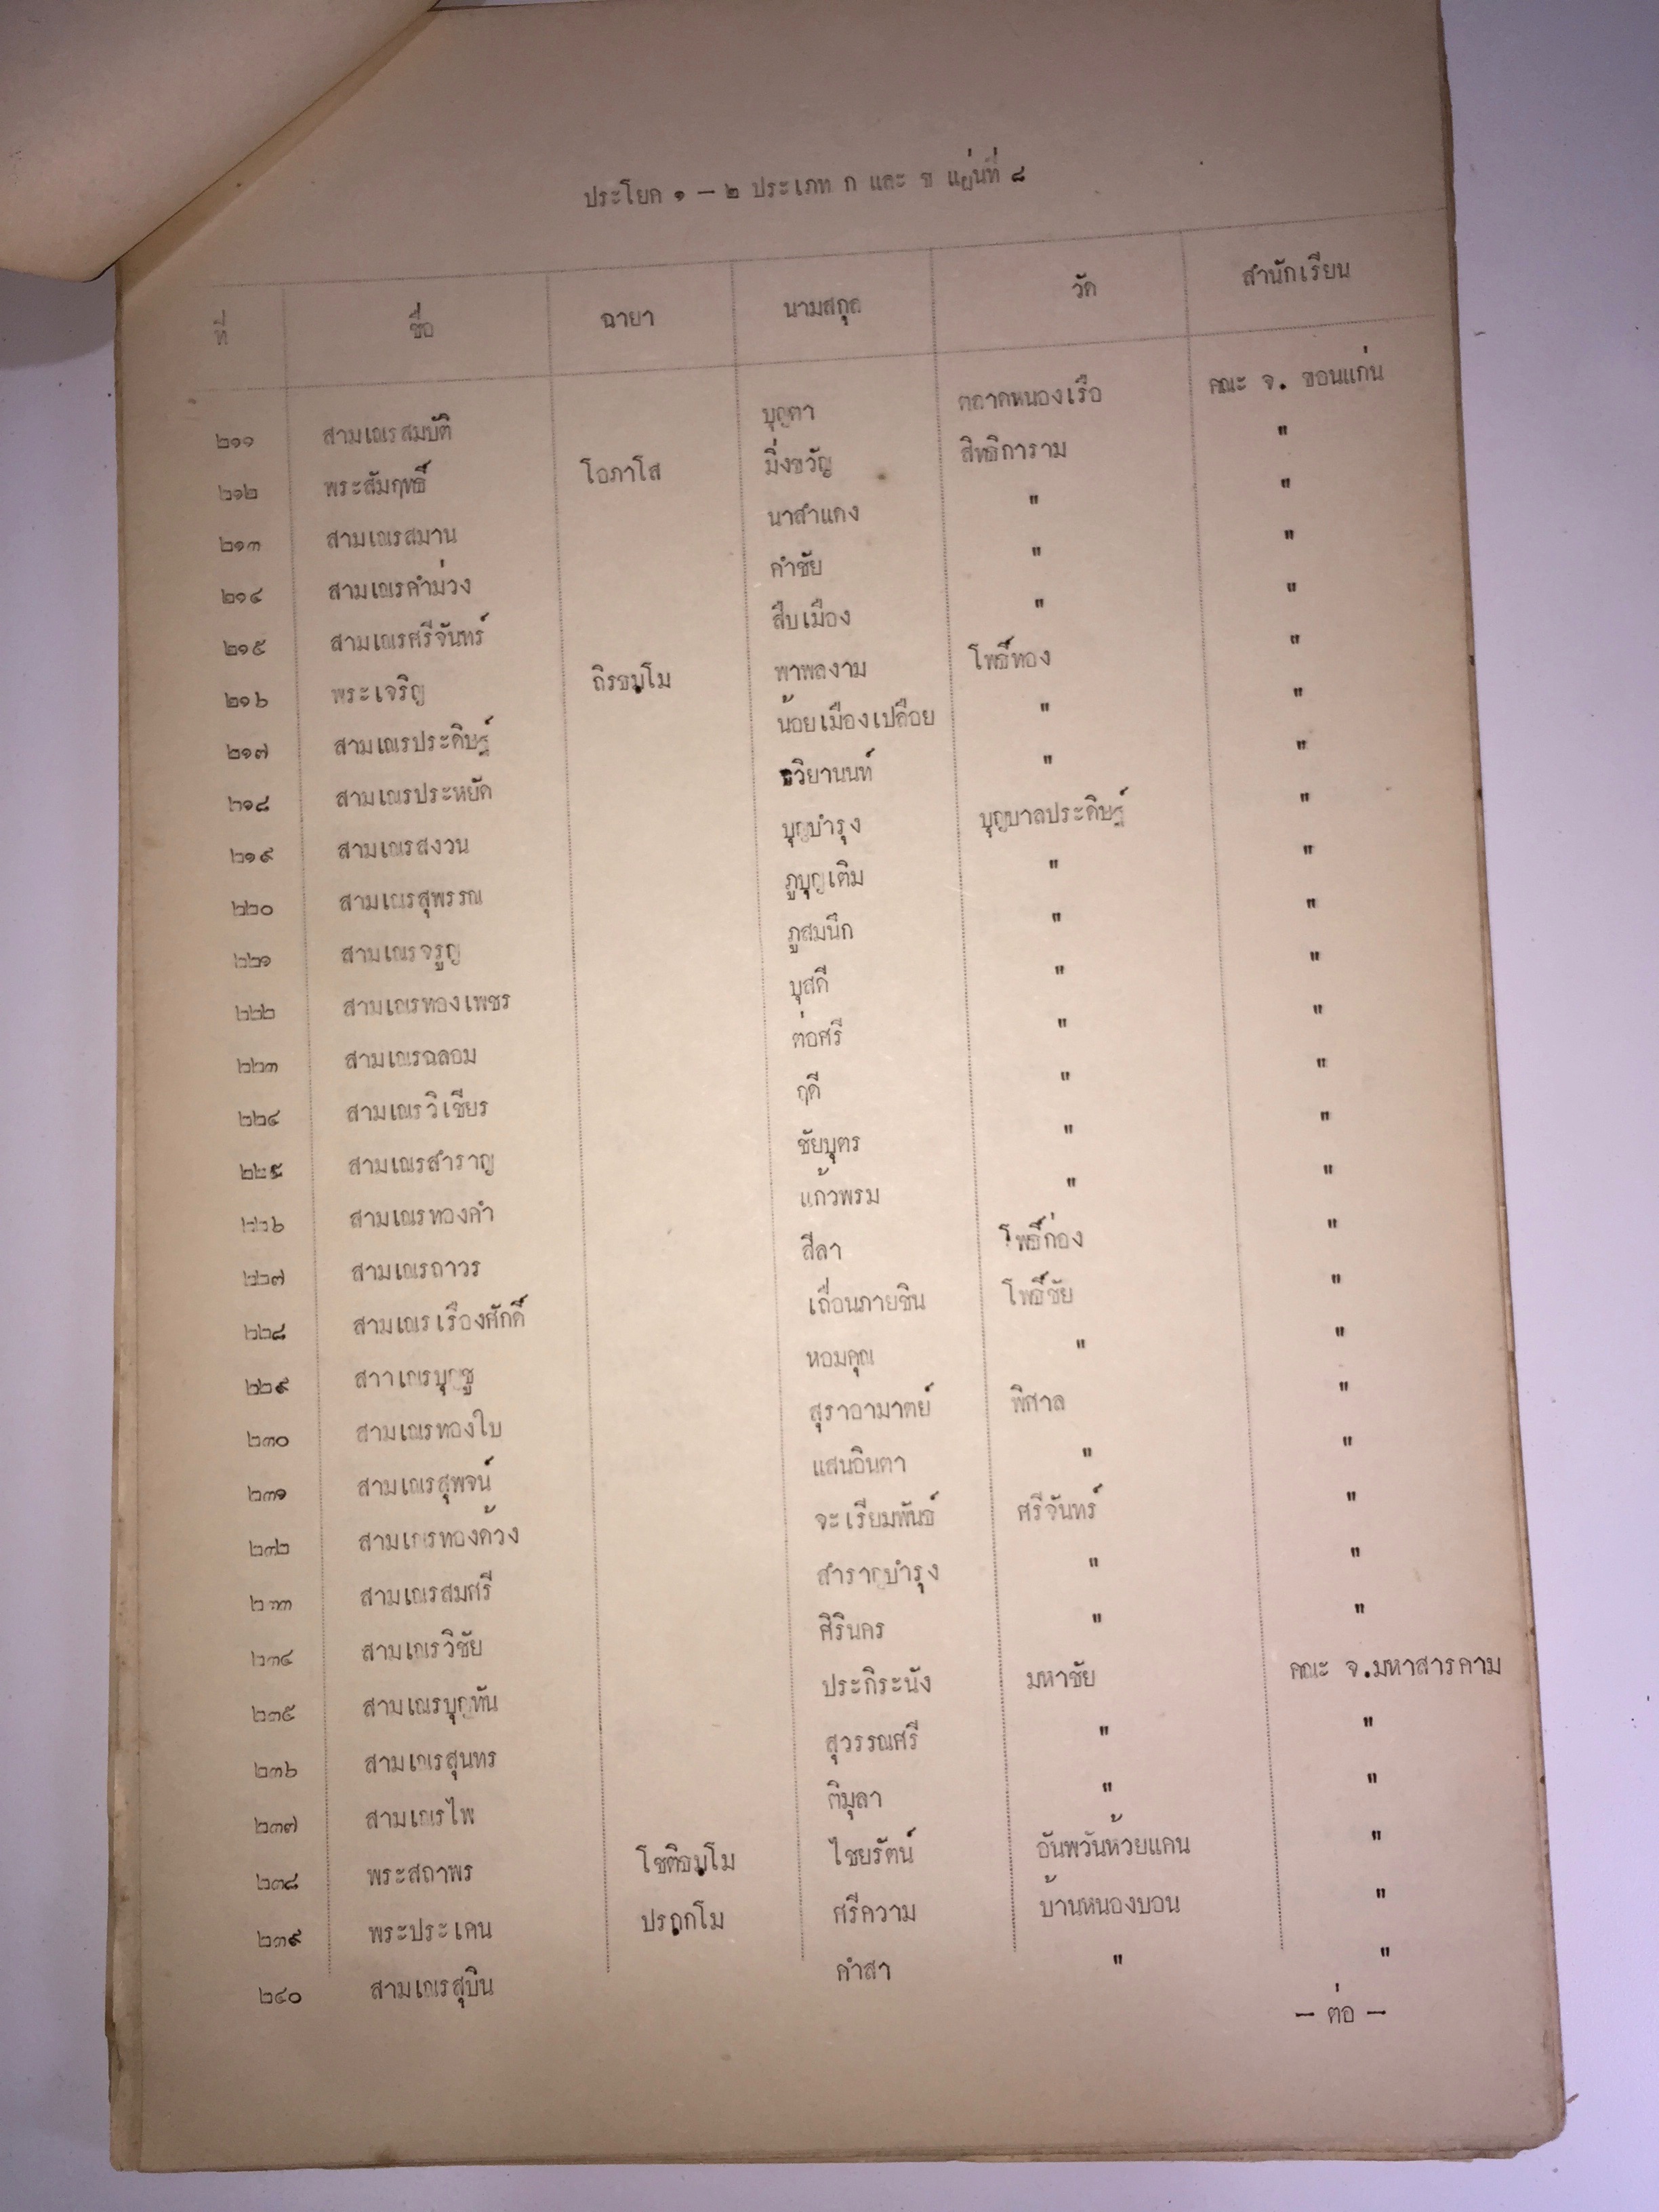 ประโยค ๑ – ๒ ประเภท ก และ ข แผ่นที่ ๘
ที่ ชื่อ ฉายา นามสกุล วัด สำนักเรียน
๒๑๑ สามเณรสมบัติ บุญตา ตลาดหนองเรือ คณะ จ. ขอนแก่น
๒๑๒ พระสัมฤทธิ์ โอภาโส มิ่งขวัญ สิทธิการาม "
๒๑๓ สามเณรสมาน นาสำแดง " "
๒๑๔ สามเณรคำม่วง คำชัย " "
๒๑๕ สามเณรศรีจันทร์ สืบเมือง " "
๒๑๖ พระเจริญ ถิรธมฺโม พาพลงาม โพธิ์ทอง "
๒๑๗ สามเณรประดิษฐ์ น้อยเมืองเปลือย " "
๒๑๘ สามเณรประหยัด รวิยานนท์ " "
๒๑๙ สามเณรสงวน บุญบำรุง บุญบาลประดิษฐ์ "
๒๒๐ สามเณรสุพรรณ ภูบุญเติม " "
๒๒๑ สามเณรจรูญ ภูสมนึก " "
๒๒๒ สามเณรทองเพชร บุสดี " "
๒๒๓ สามเณรฉลอม ต่อศรี " "
๒๒๔ สามเณรวิเชียร ฤดี " "
๒๒๕ สามเณรสำราญ ชัยบุตร " "
๒๒๖ สามเณรทองคำ แก้วพรม " "
๒๒๗ สามเณรถาวร สีลา โพธิ์ก่อง "
๒๒๘ สามเณรเรืองศักดิ์ เถื่อนภายชิน โพธิ์ชัย "
๒๒๙ สาาเณรบุญชู หอมคุณ " "
๒๓๐ สามเณรทองใบ สุราอามาตย์ พิศาล "
๒๓๑ สามเณรสุพจน์ แสนอินตา " "
๒๓๒ สามเณรทองด้วง จะเรียมพันธ์ ศรีจันทร์ "
๒๓๓ สามเณรสมศรี สำราญบำรุง " "
๒๓๔ สามเณรวิชัย ศิรินคร " "
๒๓๕ สามเณรบุญทัน ประกิระนัง มหาชัย คณะ จ.มหาสารคาม
๒๓๖ สามเณรสุนทร สุวรรณศรี " "
๒๓๗ สามเณรไพ ติมุลา " "
๒๓๘ พระสถาพร โชติธมฺโม ไชยรัตน์ อันพวันห้วยแคน "
๒๓๙ พระประเคน ปรกฺกโม ศรีความ บ้านหนองบอน "
๒๔๐ สามเณรสุบิน คำสา " "
– ต่อ –